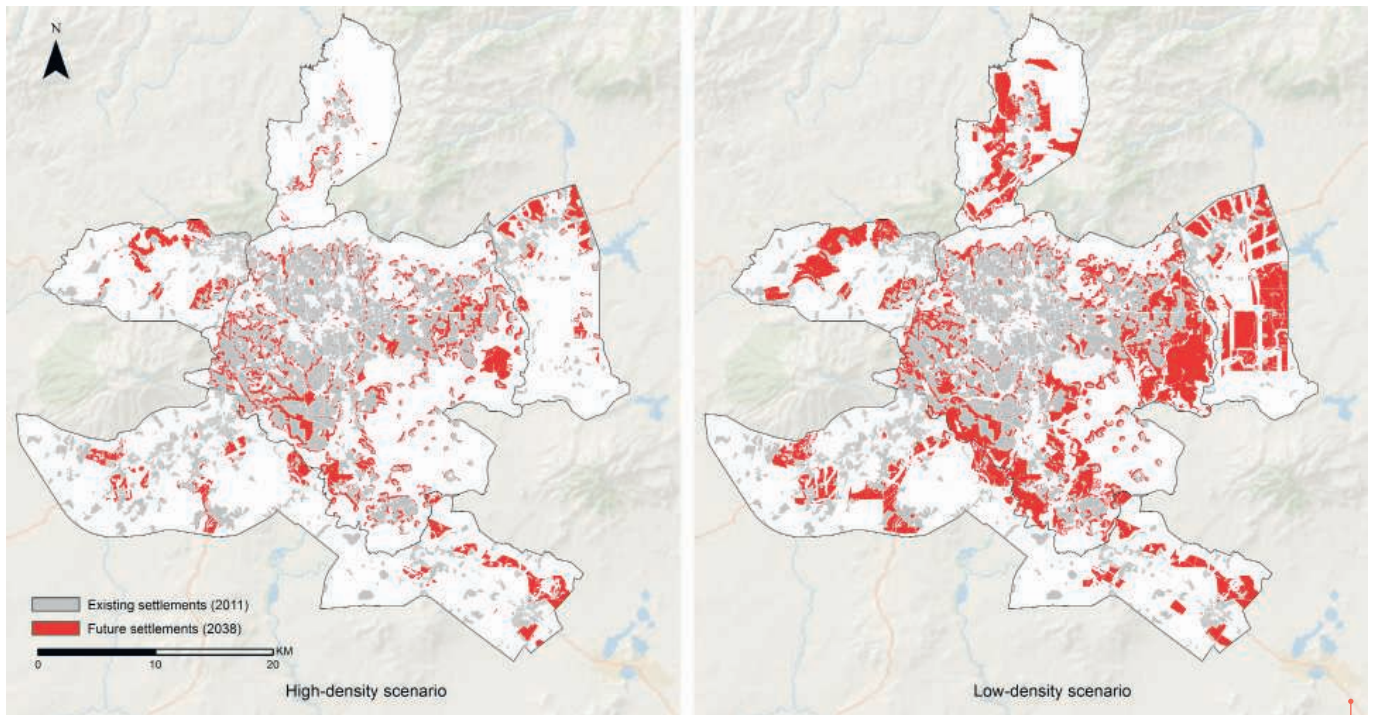 N
Existing settlements (2011)
Future settlements (2038)
KM
0 10 20
High-density scenario
Low-density scenario